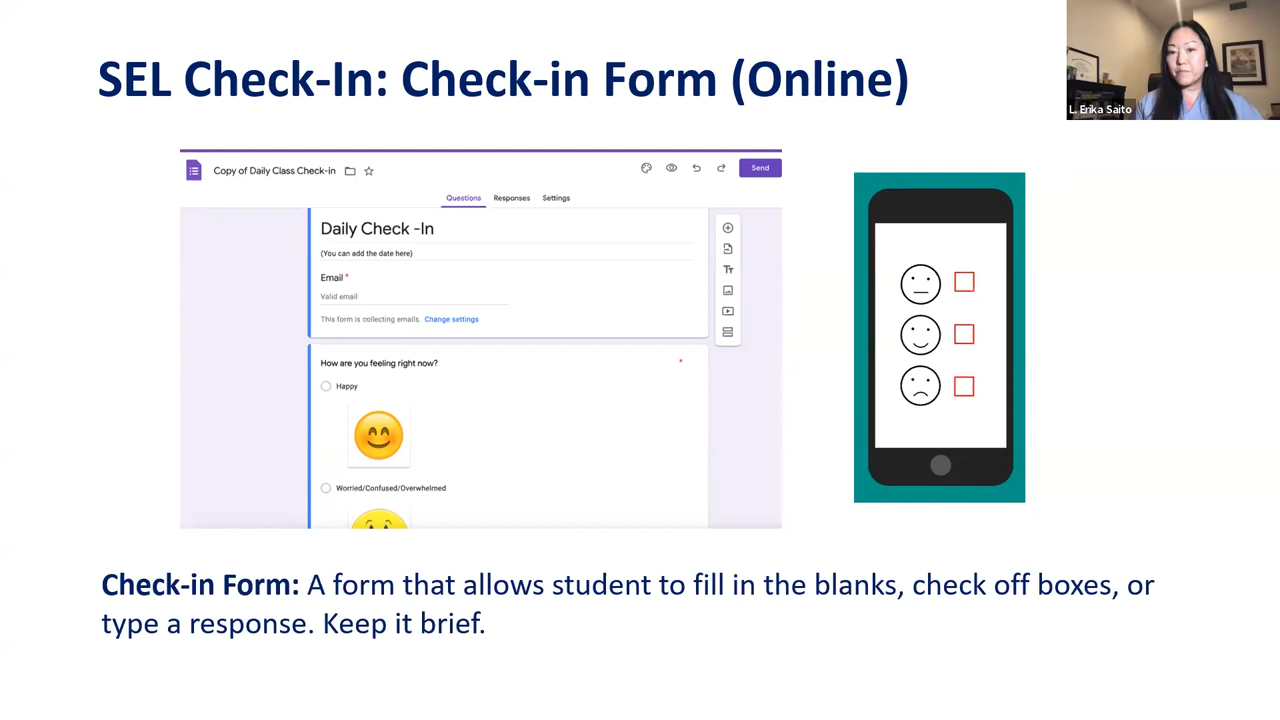 SEL Check-In: Check-in Form (Online)
L. Erika Saito
Copy of Daily Class Check-in
Send
Questions Responses Settings
Daily Check -In
(You can add the date here)
Email *
Valid email
This form is collecting emails. Change settings
Tт
How are you feeling right now? *
Happy
Worried/Confused/Overwhelmed
Check-in Form: A form that allows student to fill in the blanks, check off boxes, or
type a response. Keep it brief.